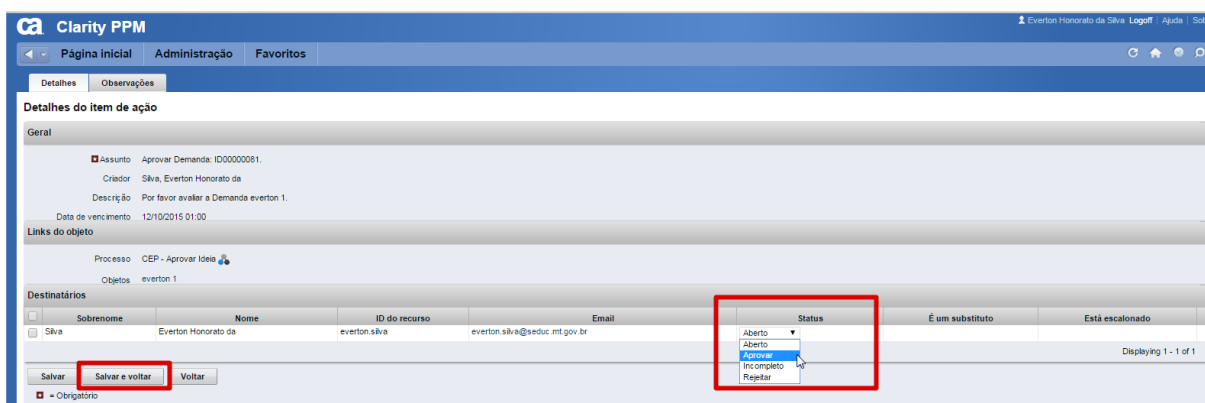 ca Clarity PPM
Everton Honorato da Silva Logoff | Ajuda |
Página inicial Administração Favoritos
Detalhes Observações
Detalhes do item de ação
Geral
Assunto Aprovar Demanda: ID00000081.
Criador Silva, Everton Honorato da
Descrição Por favor avaliar a Demanda everton 1.
Data de vencimento 12/10/2015 01:00
Links do objeto
Processo CEP - Aprovar Ideia
Objetos everton 1
Destinatários
Sobrenome Nome ID do recurso Email Status É um substituto Está escalonado
Silva Everton Honorato da everton.silva everton.silva@seduc.mt.gov.br Aberto
Aberto
Aprovar
Incompleto
Rejeitar
Displaying 1 - 1 of 1
Salvar Salvar e voltar Voltar
= Obrigatório